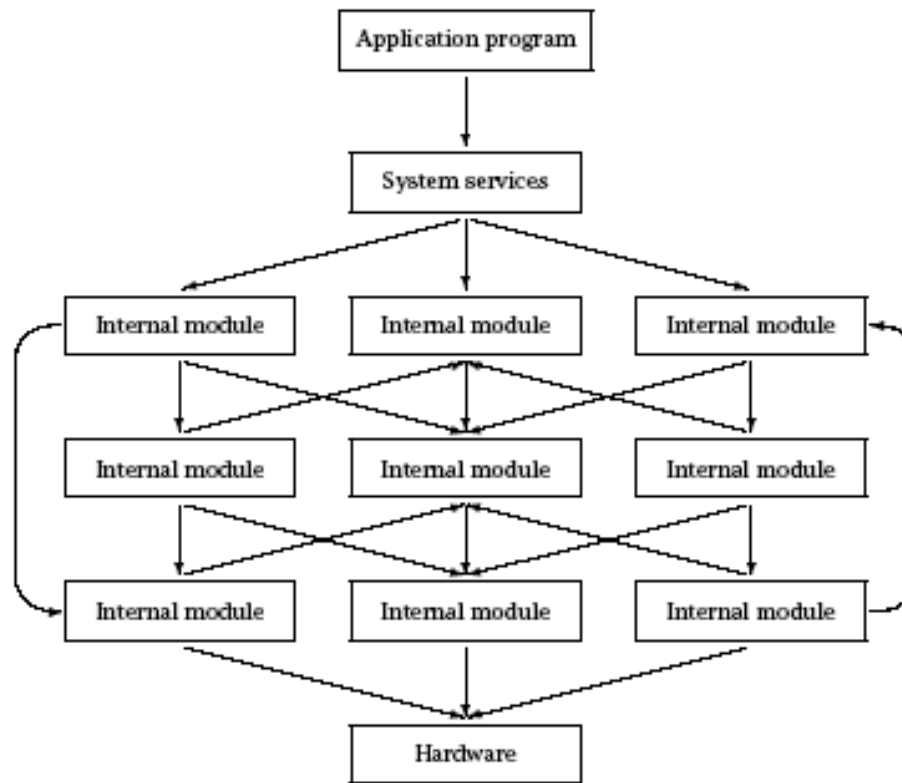 Application program
System services
Internal module
Internal module
Internal module
Internal module
Internal module
Internal module
Internal module
Internal module
Internal module
Hardware